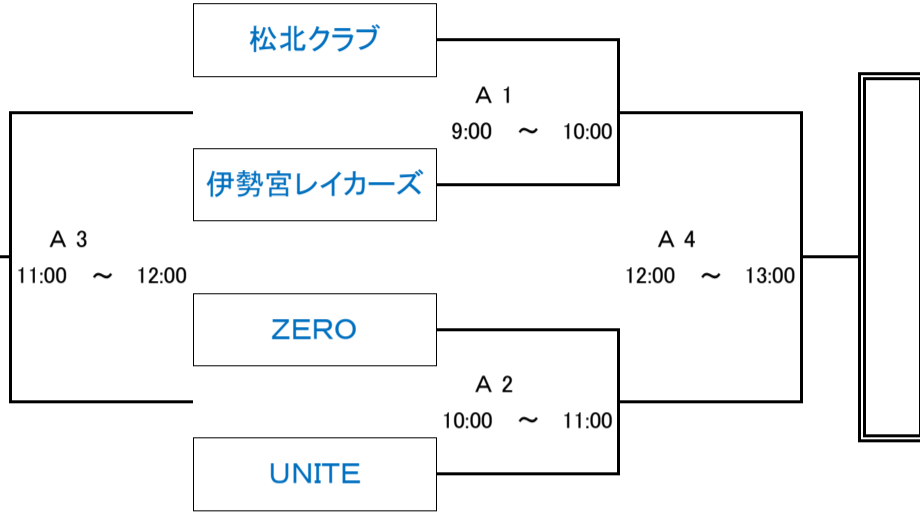 松北クラブ
A 1
9:00 ～ 10:00
伊勢宮レイカーズ
A 3
11:00 ～ 12:00
A 4
12:00 ～ 13:00
ZERO
A 2
10:00 ～ 11:00
UNITE